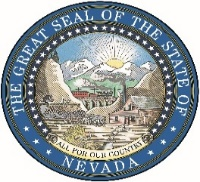 THE GREAT SEAL OF THE STATE OF
NEVADA
ALL FOR OUR COUNTRY